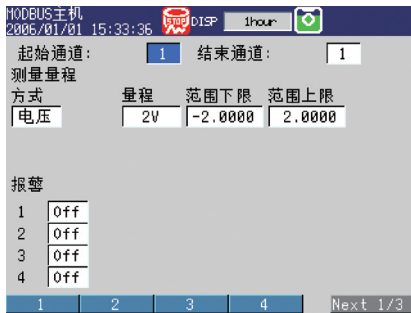 MODBUS主机
2006/01/01 15:33:36 STOP DISP 1hour
起始通道: 1 结束通道: 1
测量量程
方式 量程 范围下限 范围上限
电压 2V -2.0000 2.0000
报警
1 Off
2 Off
3 Off
4 Off
1 2 3 4 Next 1/3